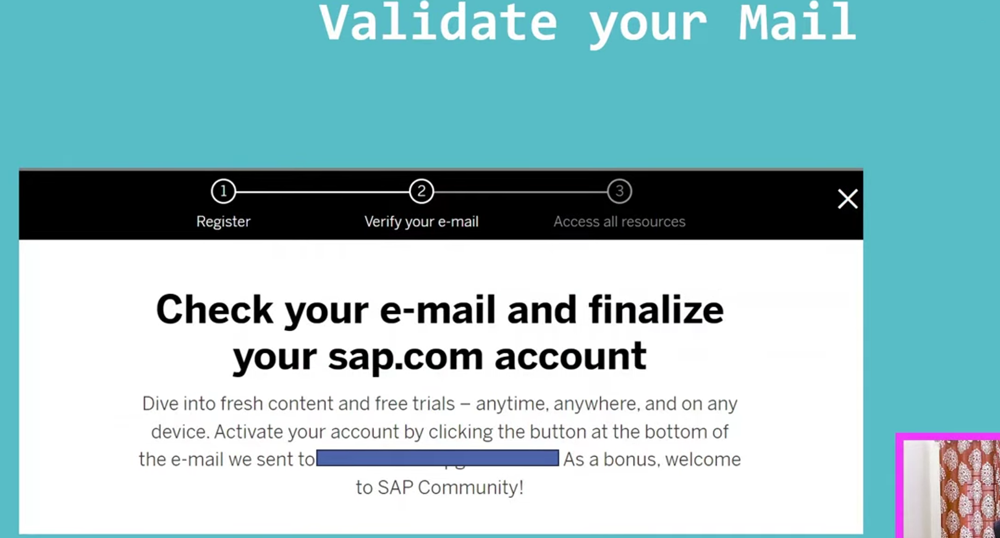 Validate your Mail
1
2
3
Register
Verify your e-mail
Access all resources
Check your e-mail and finalize
your sap.com account
Dive into fresh content and free trials – anytime, anywhere, and on any
device. Activate your account by clicking the button at the bottom of
the e-mail we sent to As a bonus, welcome
to SAP Community!